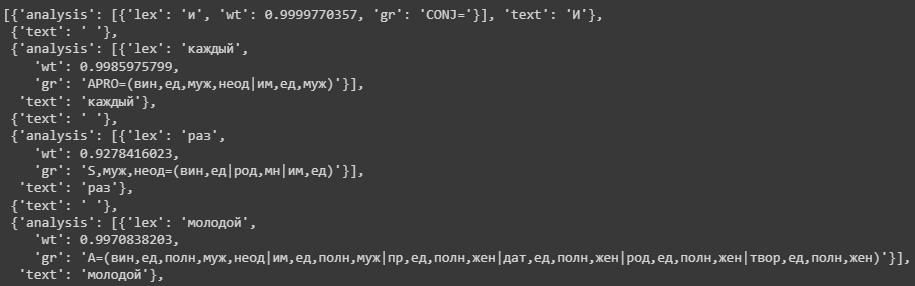 [{'analysis': [{'lex': 'и', 'wt': 0.9999770357, 'gr': 'CONJ='}], 'text': 'И'},
{'text': ' '},
{'analysis': [{'lex': 'каждый',
'wt': 0.9985975799,
'gr': 'APRO=(вин,ед,муж,неод|им,ед,муж)'}],
'text': 'каждый'},
{'text': ' '},
{'analysis': [{'lex': 'раз',
'wt': 0.9278416023,
'gr': 'S,муж,неод=(вин,ед|род,мн|им,ед)'}],
'text': 'раз'},
{'text': ' '},
{'analysis': [{'lex': 'молодой',
'wt': 0.9970838203,
'gr': 'A=(вин,ед,полн,муж,неод|им,ед,полн,муж|пр,ед,полн,жен|дат,ед,полн,жен|род,ед,полн,жен|твор,ед,полн,жен)'}],
'text': 'молодой'},